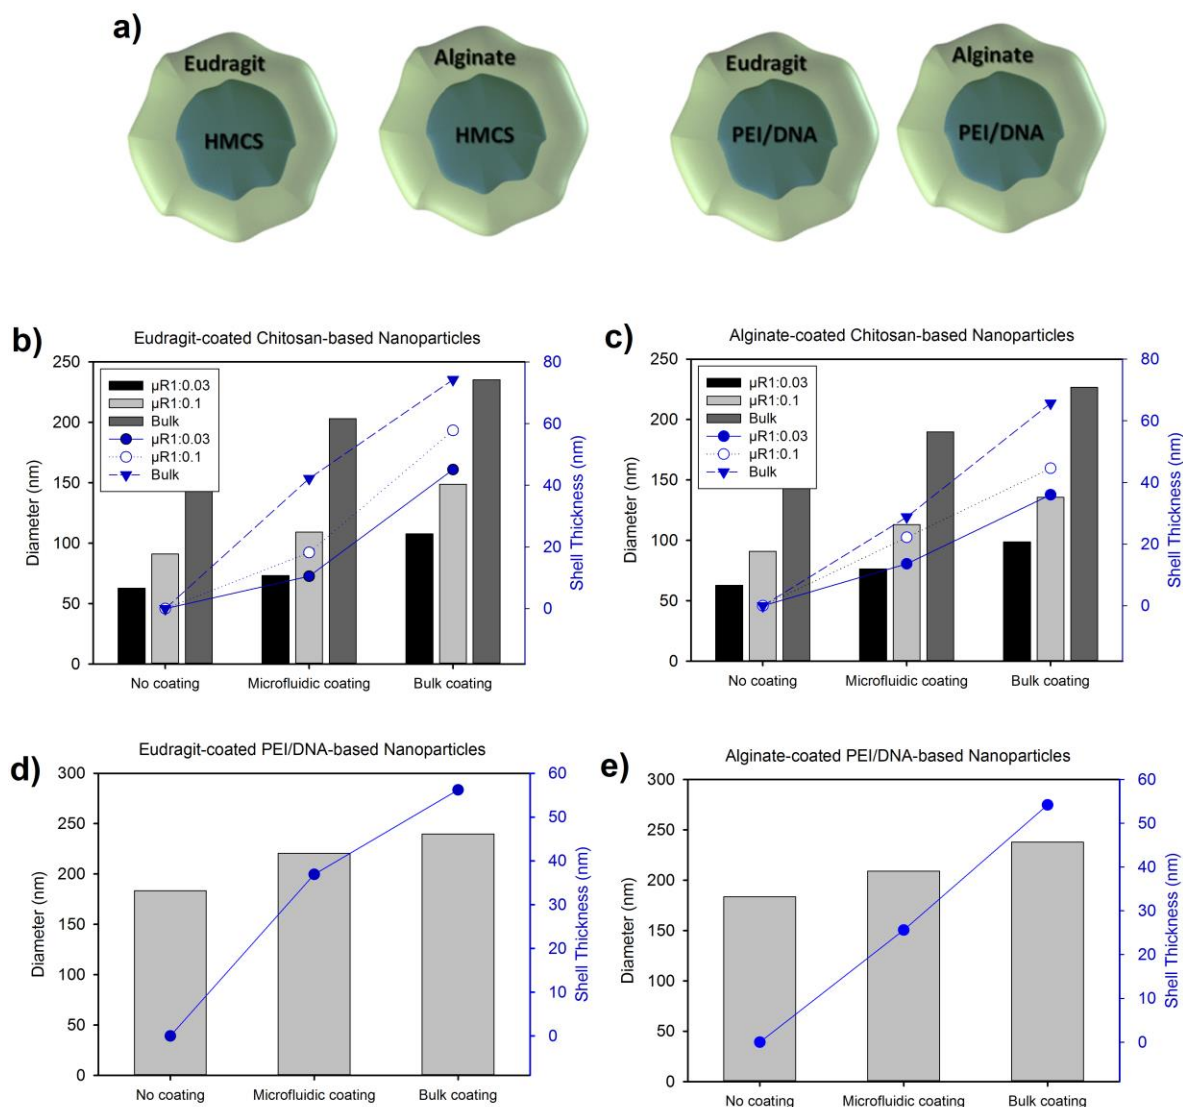 a)
Eudragit
HMCS
Alginate
HMCS
Eudragit
PEI/DNA
Alginate
PEI/DNA
b)
Eudragit-coated Chitosan-based Nanoparticles
250
200
150
100
50
0
Diameter (nm)
µR1:0.03
µR1:0.1
Bulk
µR1:0.03
µR1:0.1
Bulk
80
60
40
20
0
Shell Thickness (nm)
No coating Microfluidic coating Bulk coating
c)
Alginate-coated Chitosan-based Nanoparticles
250
200
150
100
50
0
Diameter (nm)
µR1:0.03
µR1:0.1
Bulk
µR1:0.03
µR1:0.1
Bulk
80
60
40
20
0
Shell Thickness (nm)
No coating Microfluidic coating Bulk coating
d)
Eudragit-coated PEI/DNA-based Nanoparticles
300
250
200
150
100
50
0
Diameter (nm)
60
50
40
30
20
10
0
Shell Thickness (nm)
No coating Microfluidic coating Bulk coating
e)
Alginate-coated PEI/DNA-based Nanoparticles
300
250
200
150
100
50
0
Diameter (nm)
60
50
40
30
20
10
0
Shell Thickness (nm)
No coating Microfluidic coating Bulk coating